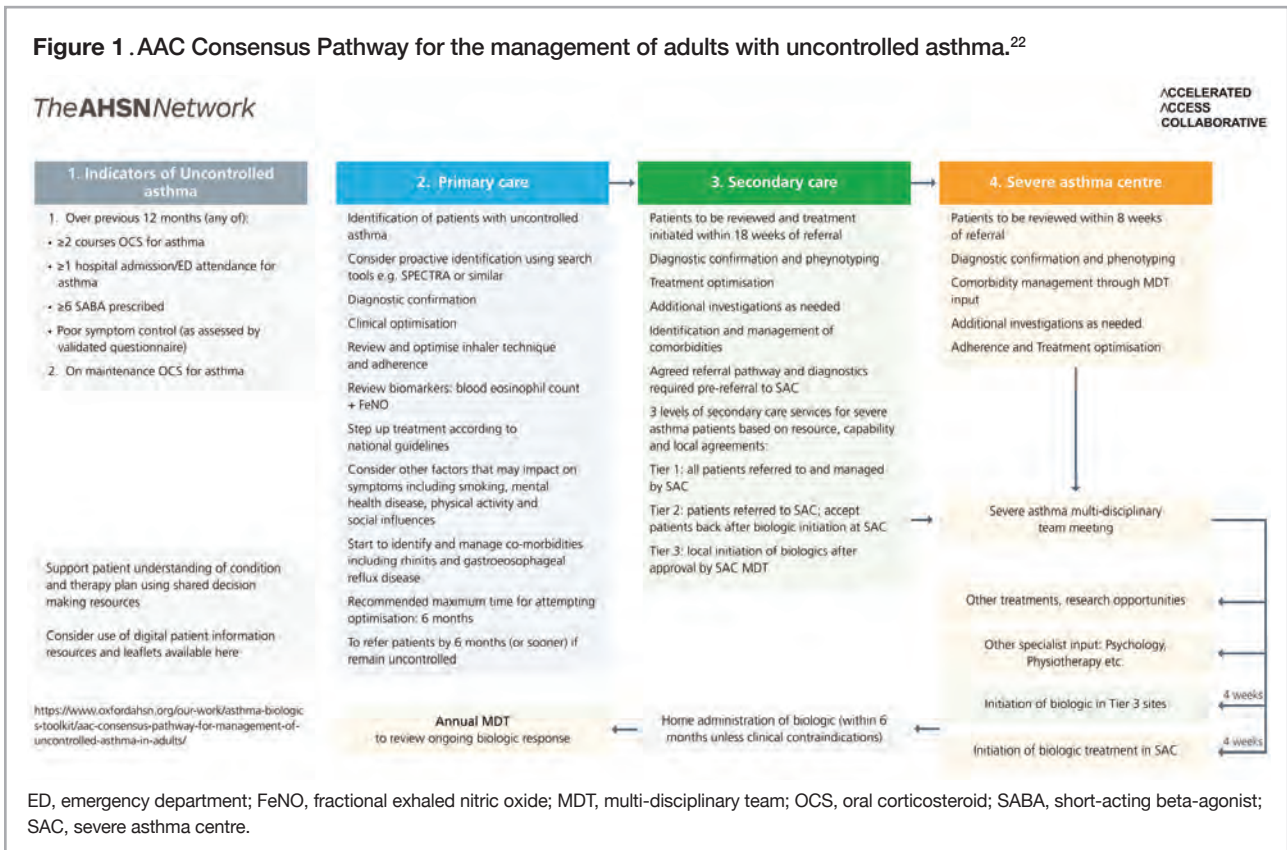 Figure 1. AAC Consensus Pathway for the management of adults with uncontrolled asthma.22
TheAHSNNetwork
ACCELERATED
ACCESS
COLLABORATIVE
1. Indicators of Uncontrolled
asthma
1. Over previous 12 months (any of):
• ≥2 courses OCS for asthma
• ≥1 hospital admission/ED attendance for
asthma
• ≥6 SABA prescribed
• Poor symptom control (as assessed by
validated questionnaire)
2. On maintenance OCS for asthma
Support patient understanding of condition
and therapy plan using shared decision
making resources
Consider use of digital patient information
resources and leaflets available here
https://www.oxfordahsn.org/our-work/asthma-biologic
s-toolkit/aac-consensus-pathway-for-management-of-
uncontrolled-asthma-in-adults/
2. Primary care
Identification of patients with uncontrolled
asthma
Consider proactive identification using search
tools e.g. SPECTRA or similar
Diagnostic confirmation
Clinical optimisation
Review and optimise inhaler technique
and adherence
Review biomarkers: blood eosinophil count
+ FeNO
Step up treatment according to
national guidelines
Consider other factors that may impact on
symptoms including smoking, mental
health disease, physical activity and
social influences
Start to identify and manage co-morbidities
including rhinitis and gastroeosophageal
reflux disease
Recommended maximum time for attempting
optimisation: 6 months
To refer patients by 6 months (or sooner) if
remain uncontrolled
3. Secondary care
Patients to be reviewed and treatment
initiated within 18 weeks of referral
Diagnostic confirmation and pheynotyping
Treatment optimisation
Additional investigations as needed
Identification and management of
comorbidities
Agreed referral pathway and diagnostics
required pre-referral to SAC
3 levels of secondary care services for severe
asthma patients based on resource, capability
and local agreements:
Tier 1: all patients referred to and managed
by SAC
Tier 2: patients referred to SAC; accept
patients back after biologic initiation at SAC
Tier 3: local initiation of biologics after
approval by SAC MDT
4. Severe asthma centre
Patients to be reviewed within 8 weeks
of referral
Diagnostic confirmation and phenotyping
Comorbidity management through MDT
input
Additional investigations as needed
Adherence and Treatment optimisation
Severe asthma multi-disciplinary
team meeting
Other treatments, research opportunities
Other specialist input: Psychology,
Physiotherapy etc.
Initiation of biologic in Tier 3 sites
4 weeks
Initiation of biologic treatment in SAC
4 weeks
Home administration of biologic (within 6
months unless clinical contraindications)
Annual MDT
to review ongoing biologic response
ED, emergency department; FeNO, fractional exhaled nitric oxide; MDT, multi-disciplinary team; OCS, oral corticosteroid; SABA, short-acting beta-agonist;
SAC, severe asthma centre.